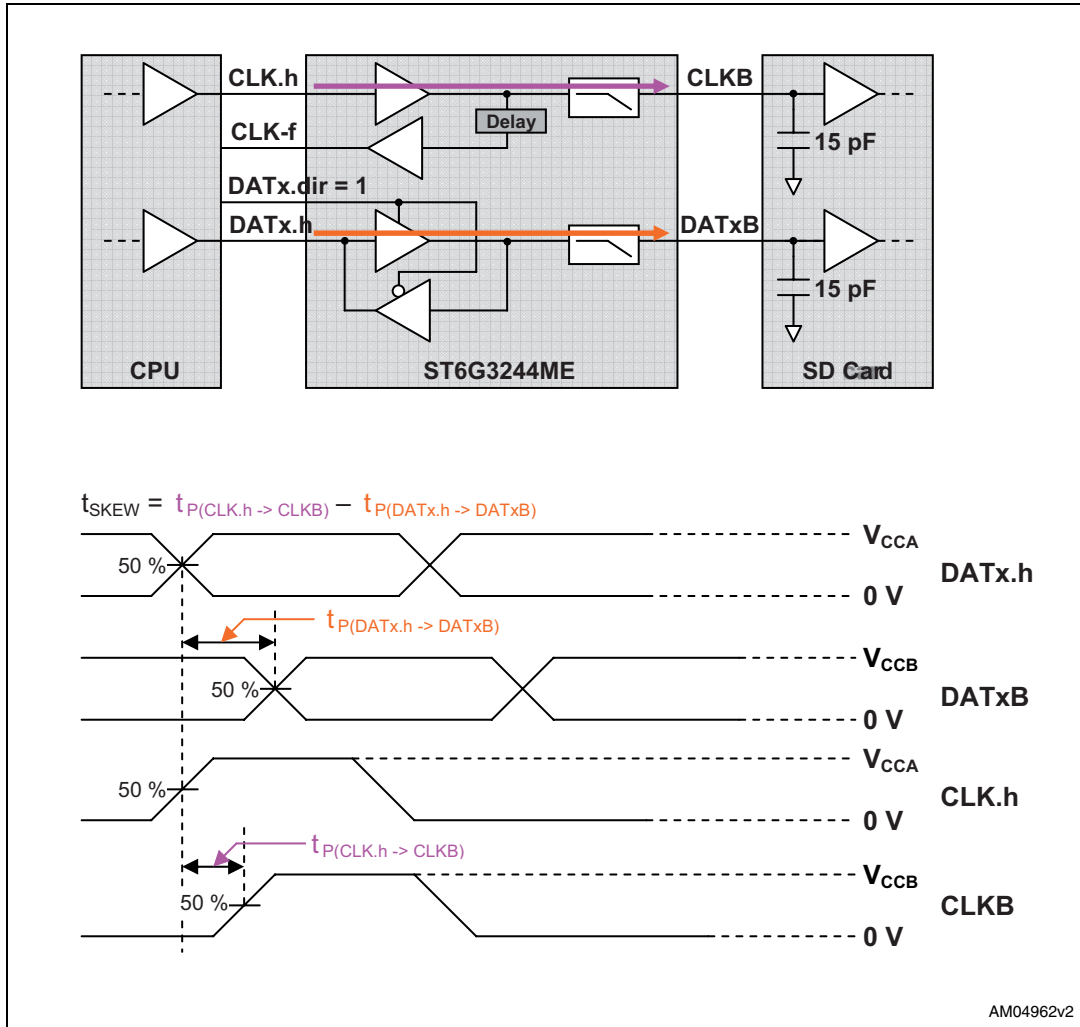 CLK.h
CLKB
Delay
CLK-f
15 pF
DATx.dir = 1
DATx.h
DATxB
15 pF
CPU
ST6G3244ME
SD Card
tSKEW = tP(CLK.h -> CLKB) – tP(DATx.h -> DATxB)
VCCA
50 %
DATx.h
0 V
tP(DATx.h -> DATxB)
VCCB
50 %
DATxB
0 V
VCCA
50 %
CLK.h
0 V
tP(CLK.h -> CLKB)
VCCB
50 %
CLKB
0 V
AM04962v2